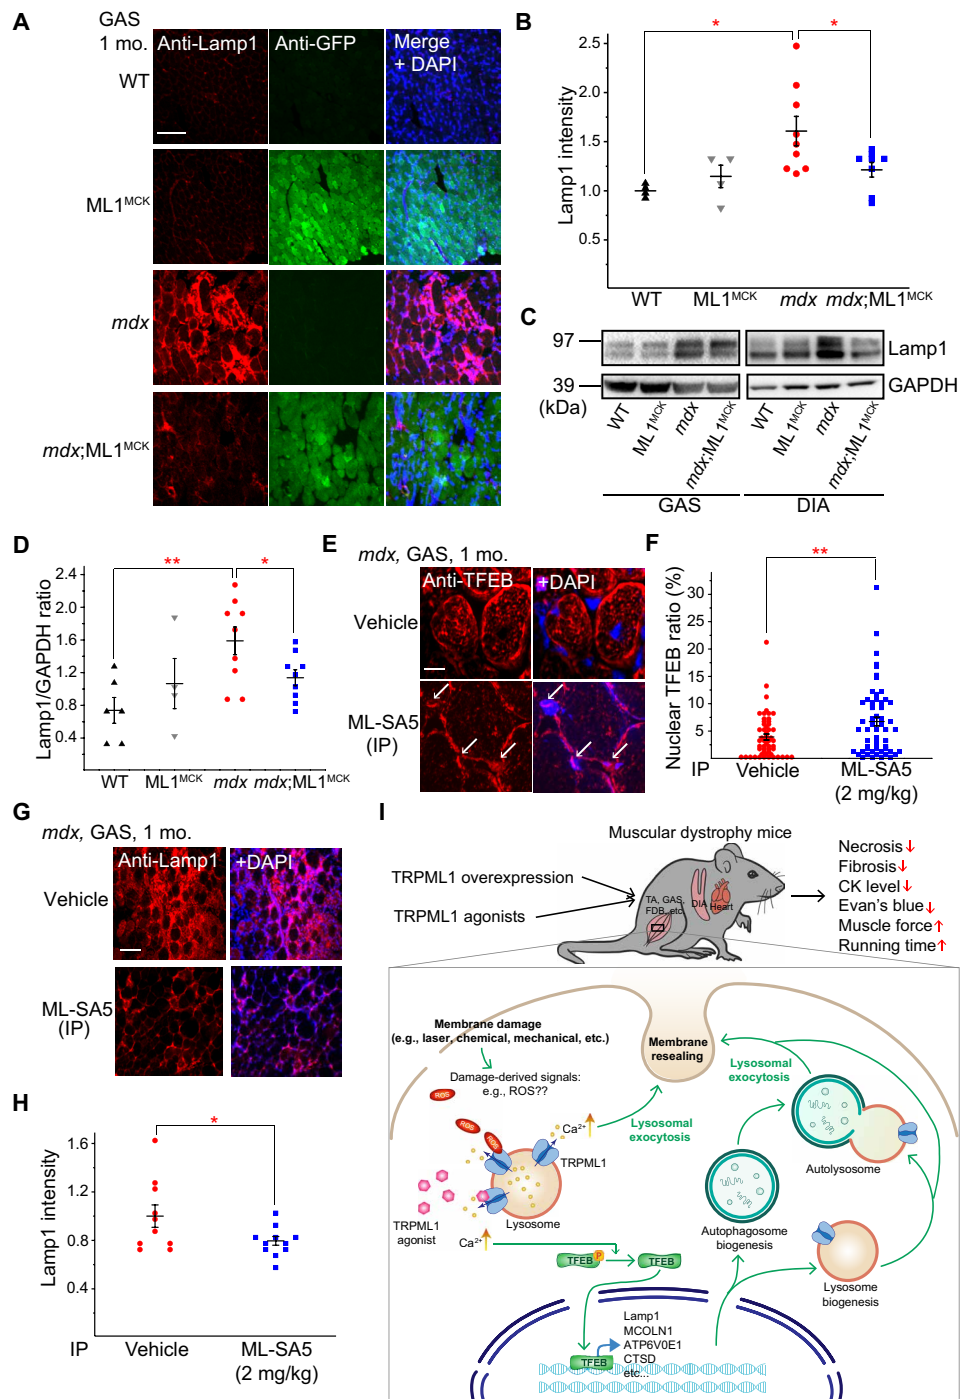 A
GAS
1 mo.
Anti-Lamp1
Anti-GFP
Merge
+ DAPI
WT
ML1MCK
mdx
mdx;ML1MCK
B
*
*
Lamp1 intensity
2.5
2.0
1.5
1.0
0.5
WT
ML1MCK
mdx
mdx;ML1MCK
C
97
39
(kDa)
Lamp1
GAPDH
WT
ML1MCK
mdx
mdx;ML1MCK
WT
ML1MCK
mdx
mdx;ML1MCK
GAS
DIA
D
**
*
Lamp1/GAPDH ratio
2.4
2.0
1.6
1.2
0.8
0.4
WT
ML1MCK
mdx
mdx;ML1MCK
E
mdx, GAS, 1 mo.
Anti-TFEB
+DAPI
Vehicle
ML-SA5
(IP)
F
**
Nuclear TFEB ratio (%)
30
25
20
15
10
5
IP
Vehicle
ML-SA5
(2 mg/kg)
G
mdx, GAS, 1 mo.
Anti-Lamp1
+DAPI
Vehicle
ML-SA5
(IP)
H
*
Lamp1 intensity
1.6
1.2
0.8
0.4
IP
Vehicle
ML-SA5
(2 mg/kg)
I
Muscular dystrophy mice
TRPML1 overexpression
TRPML1 agonists
TA, GAS,
FDB, etc.
DIA
Heart
Necrosis↓
Fibrosis↓
CK level↓
Evan's blue↓
Muscle force↑
Running time↑
Membrane damage
(e.g., laser, chemical, mechanical, etc.)
Damage-derived signals:
e.g., ROS??
ROS
ROS
ROS
Membrane
resealing
Lysosomal
exocytosis
Lysosomal
exocytosis
Ca2+
TRPML1
Lysosome
TRPML1
agonist
Ca2+
TFEB
P
TFEB
TFEB
Lamp1
MCOLN1
ATP6V0E1
CTSD
etc...
Autophagosome
biogenesis
Autolysosome
Lysosome
biogenesis